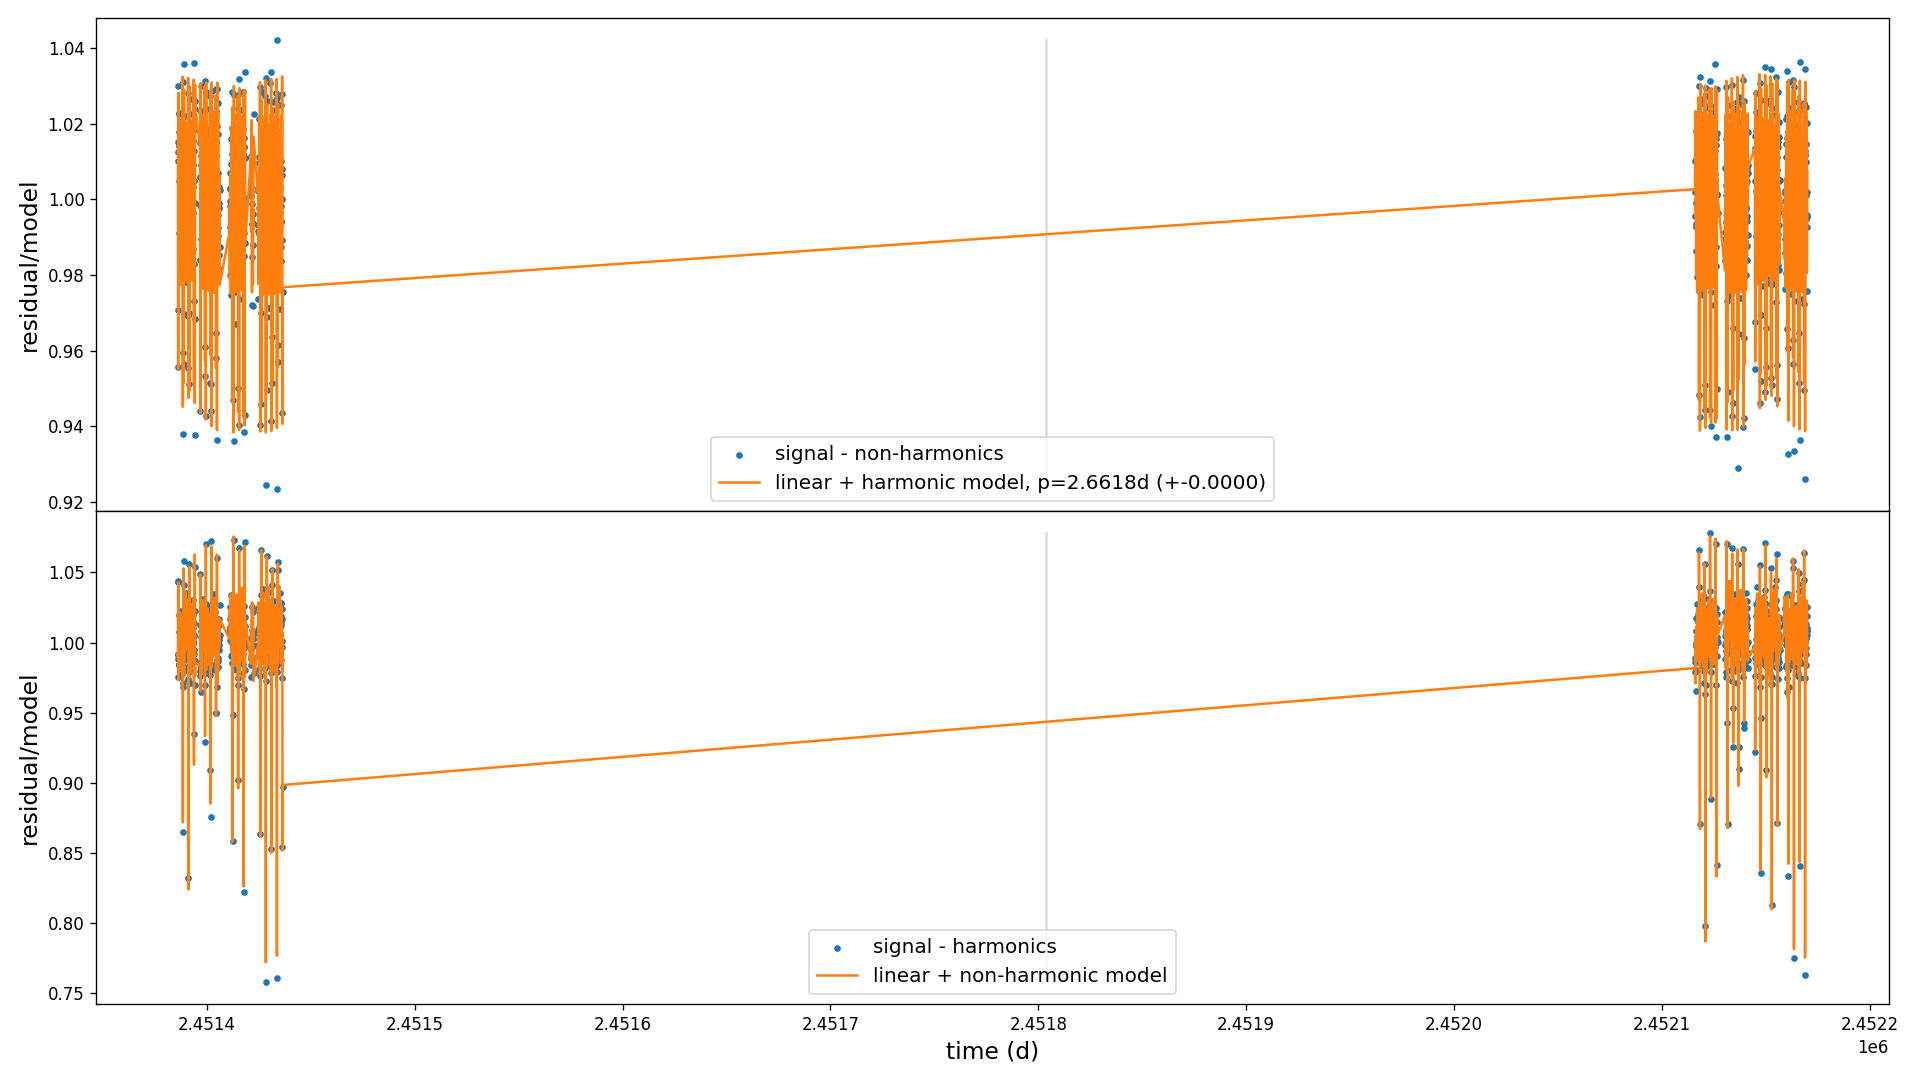 1.04
1.02
1.00
0.98
0.96
0.94
0.92
residual/model
signal - non-harmonics
linear + harmonic model, p=2.6618d (+-0.0000)
1.05
1.00
0.95
0.90
0.85
0.80
0.75
residual/model
signal - harmonics
linear + non-harmonic model
2.4514 2.4515 2.4516 2.4517 2.4518 2.4519 2.4520 2.4521 2.4522
1e6
time (d)